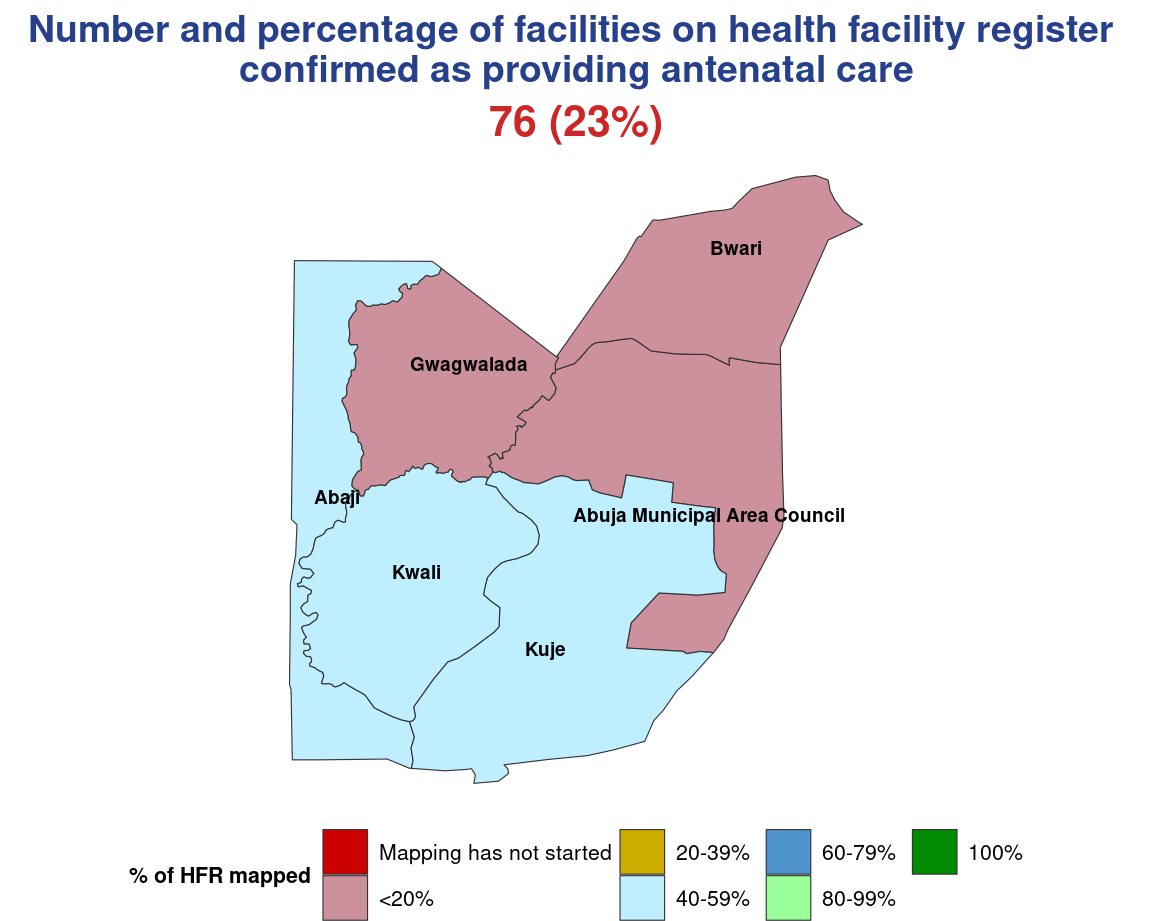 Number and percentage of facilities on health facility register
confirmed as providing antenatal care
76 (23%)
Bwari
Gwagwalada
Abaji
Abuja Municipal Area Council
Kwali
Kuje
% of HFR mapped
Mapping has not started
<20%
20-39%
40-59%
60-79%
80-99%
100%